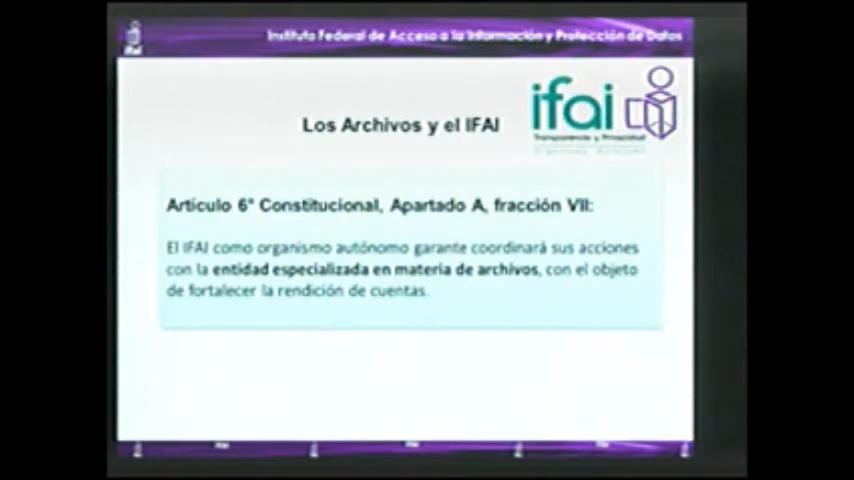 Instituto Federal de Acceso a la Información y Protección de Datos
ifai
Transparencia y Privacidad
Los Archivos y el IFAI
Artículo 6° Constitucional, Apartado A, fracción VII:
El IFAI como organismo autónomo garante coordinará sus acciones
con la entidad especializada en materia de archivos, con el objeto
de fortalecer la rendición de cuentas.